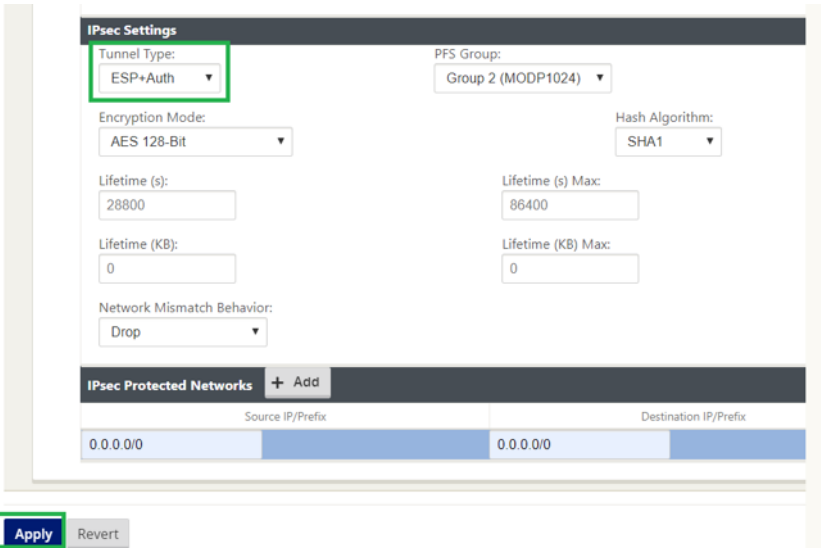 IPsec Settings
Tunnel Type: PFS Group:
ESP+Auth Group 2 (MODP1024)
Encryption Mode: Hash Algorithm:
AES 128-Bit SHA1
Lifetime (s): Lifetime (s) Max:
28800 86400
Lifetime (KB): Lifetime (KB) Max:
0 0
Network Mismatch Behavior:
Drop
IPsec Protected Networks + Add
Source IP/Prefix Destination IP/Prefix
0.0.0.0/0 0.0.0.0/0
Apply Revert